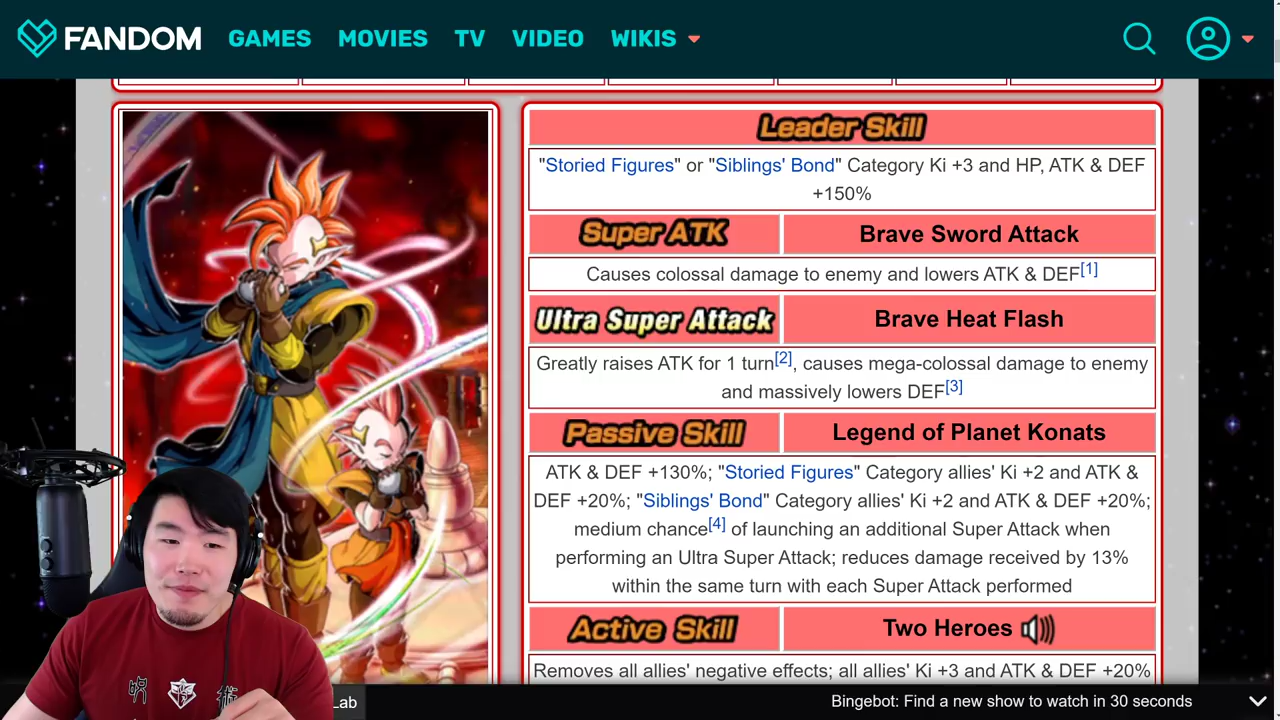 FANDOM GAMES MOVIES TV VIDEO WIKIS
Leader Skill
"Storied Figures" or "Siblings' Bond" Category Ki +3 and HP, ATK & DEF
+150%
Super ATK Brave Sword Attack
Causes colossal damage to enemy and lowers ATK & DEF[1]
Ultra Super Attack Brave Heat Flash
Greatly raises ATK for 1 turn[2], causes mega-colossal damage to enemy
and massively lowers DEF[3]
Passive Skill Legend of Planet Konats
ATK & DEF +130%; "Storied Figures" Category allies' Ki +2 and ATK &
DEF +20%; "Siblings' Bond" Category allies' Ki +2 and ATK & DEF +20%;
medium chance[4] of launching an additional Super Attack when
performing an Ultra Super Attack; reduces damage received by 13%
within the same turn with each Super Attack performed
Active Skill Two Heroes
Removes all allies' negative effects; all allies' Ki +3 and ATK & DEF +20%
呪 術
Lab
Bingebot: Find a new show to watch in 30 seconds